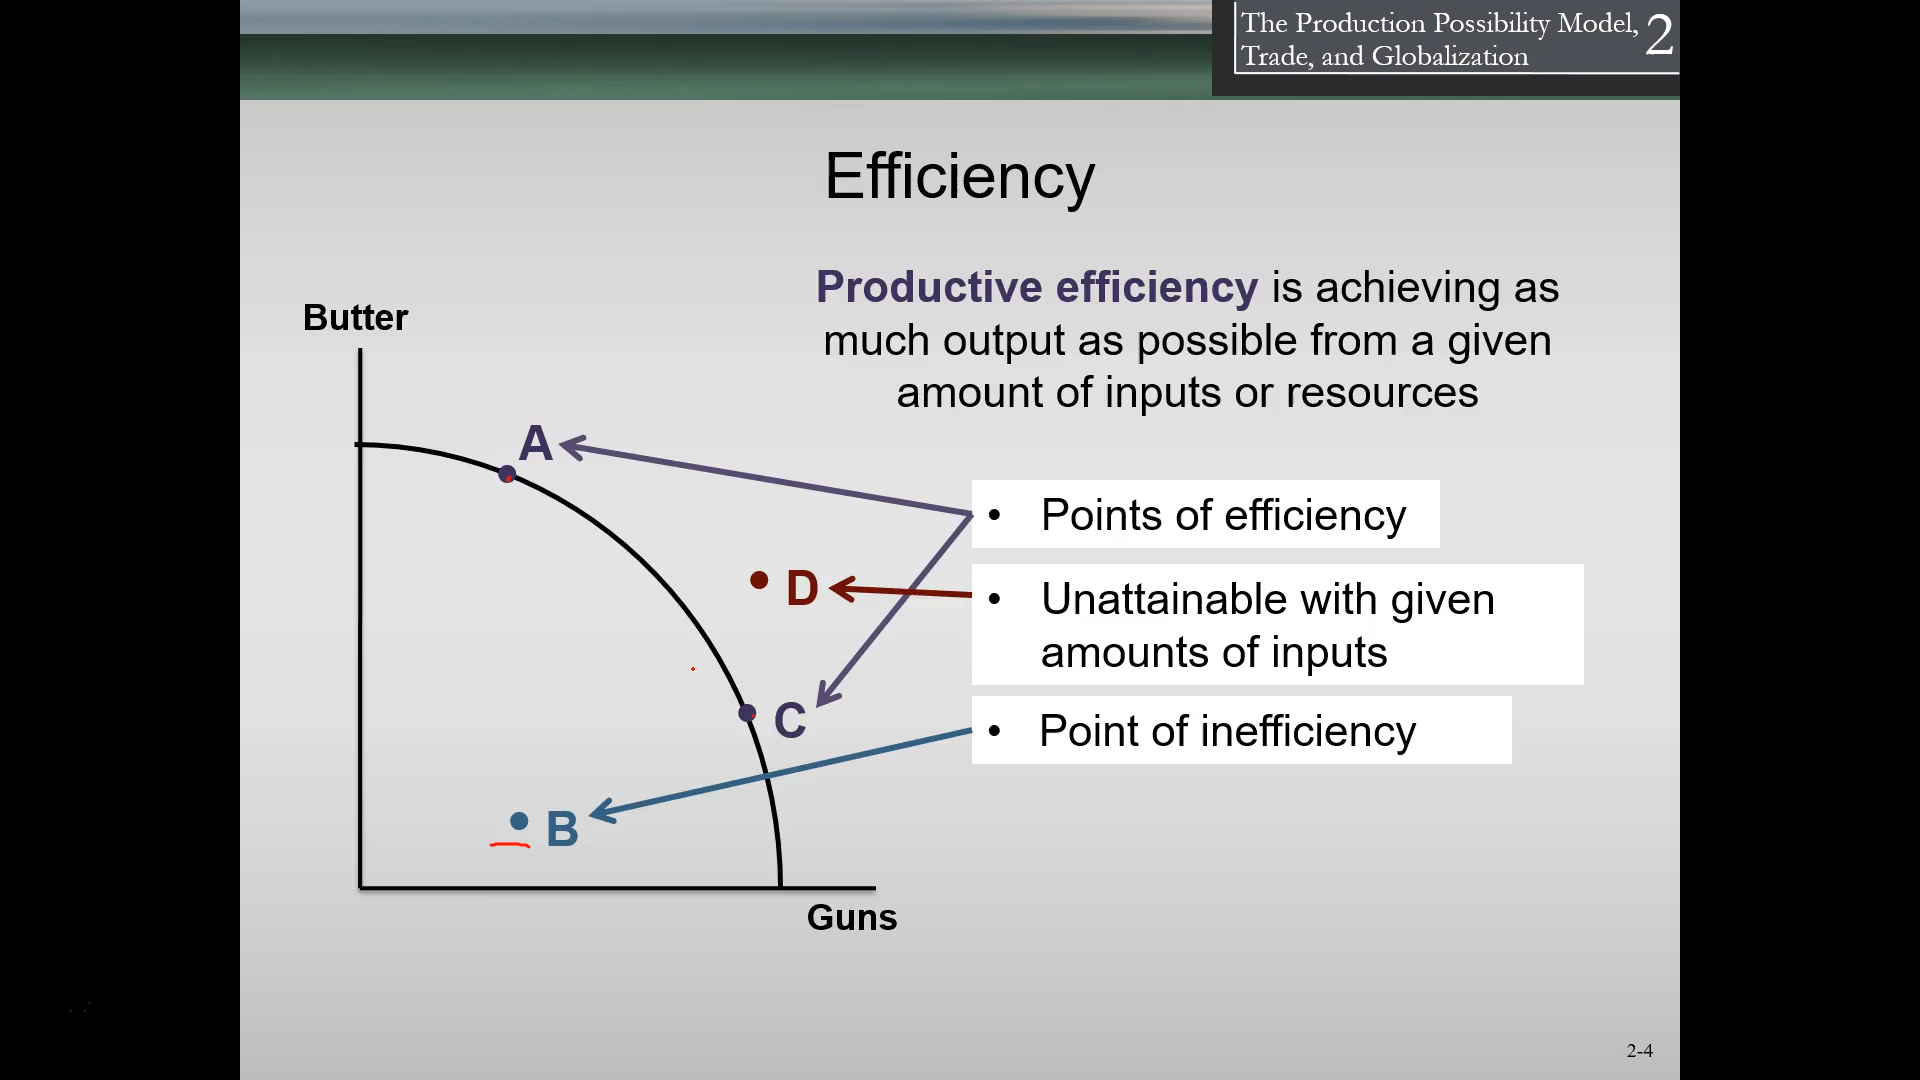 The Production Possibility Model,
Trade, and Globalization
2
Efficiency
Productive efficiency is achieving as
much output as possible from a given
amount of inputs or resources
Butter
A
• Points of efficiency
D
• Unattainable with given
amounts of inputs
C
• Point of inefficiency
B
Guns
2-4